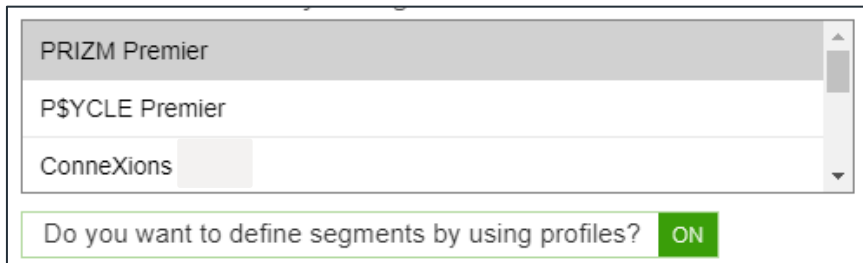 PRIZM Premier
P$YCLE Premier
ConneXions
Do you want to define segments by using profiles? ON